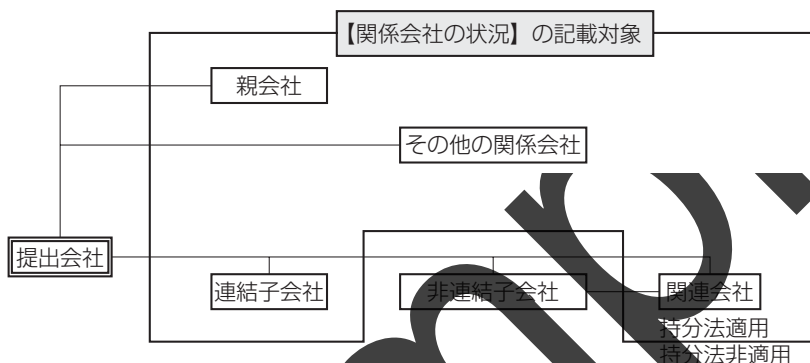 【関係会社の状況】の記載対象
親会社
その他の関係会社
提出会社
連結子会社
非連結子会社
関連会社
持分法適用
持分法非適用